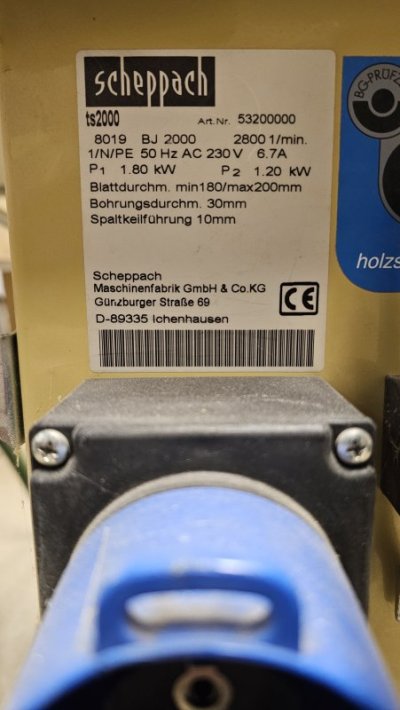 scheppach
ts2000 Art.Nr. 53200000
8019 BJ 2000 2800 1/min.
1/N/PE 50 Hz AC 230 V 6.7A
P1 1.80 kW P2 1.20 kW
Blattdurchm. min180/max200mm
Bohrungsdurchm. 30mm
Spaltkeilführung 10mm
BG-PRÜFZ
holzs
Scheppach
Maschinenfabrik GmbH & Co.KG
Günzburger Straße 69
D-89335 Ichenhausen
CE